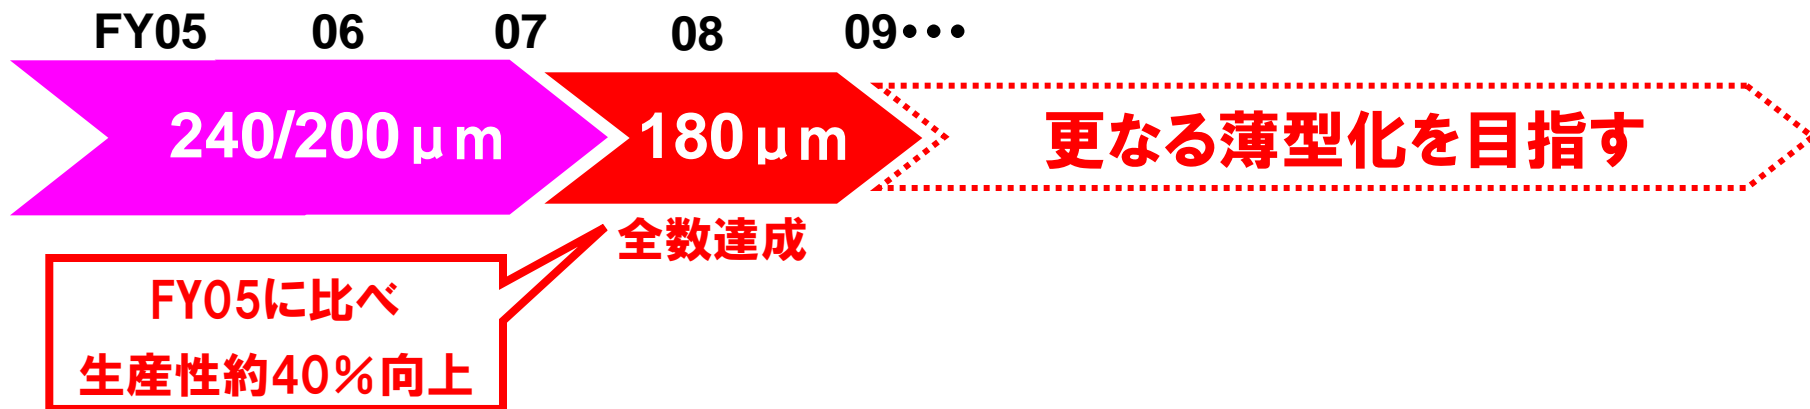 FY05 06 07 08 09・・・
240/200μm 180μm 更なる薄型化を目指す
全数達成
FY05に比べ
生産性約40%向上